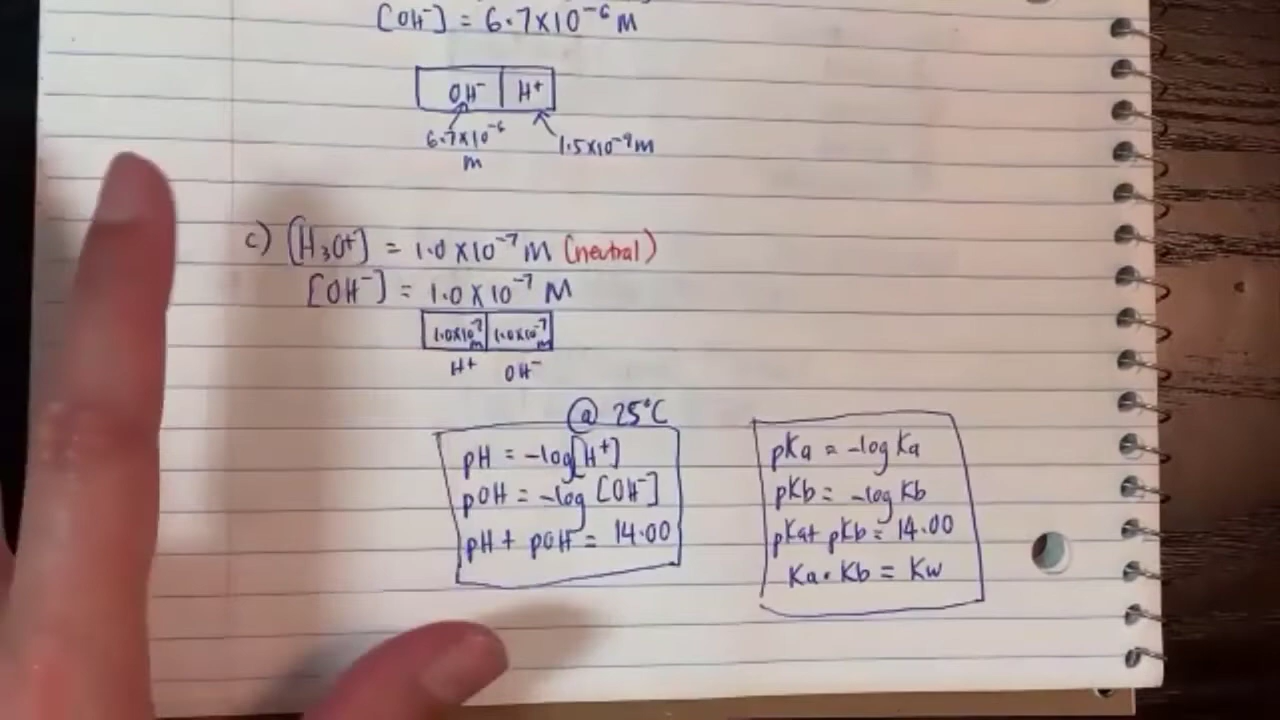 [OH⁻] = 6.7x10⁻⁶ M
OH⁻ H⁺
6.7x10⁻⁶ M
1.5x10⁻⁹ M
c) [H₃O⁺] = 1.0 x 10⁻⁷ M (neutral)
[OH⁻] = 1.0 x 10⁻⁷ M
1.0x10⁻⁷ M 1.0x10⁻⁷ M
H⁺ OH⁻
@ 25°C
pH = -log[H⁺]
pOH = -log [OH⁻]
pH + pOH = 14.00
pKa = -log Ka
pKb = -log Kb
pKa + pKb = 14.00
Ka • Kb = Kw